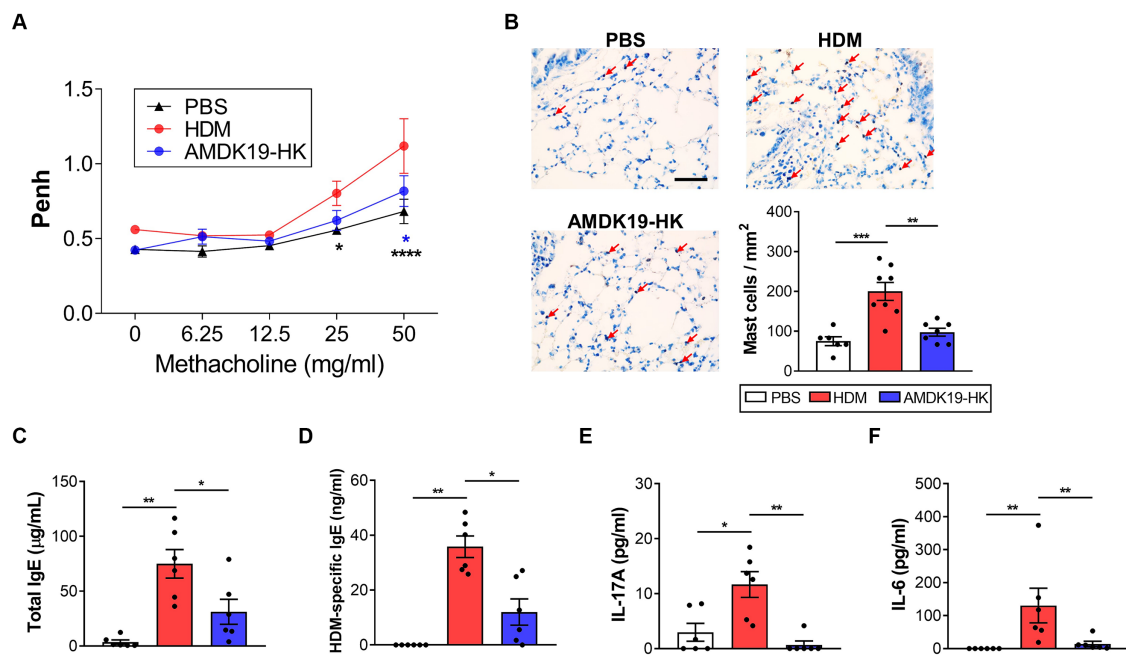 A
Penh
1.5
1.0
0.5
0.0
PBS
HDM
AMDK19-HK
*
*
****
0 6.25 12.5 25 50
Methacholine (mg/ml)
B
PBS
HDM
AMDK19-HK
Mast cells / mm²
400
300
200
100
0
***
**
PBS HDM AMDK19-HK
C
Total IgE (μg/mL)
150
100
50
0
**
*
D
HDM-specific IgE (ng/ml)
60
40
20
0
**
*
E
IL-17A (pg/ml)
30
20
10
0
*
**
F
IL-6 (pg/ml)
500
400
300
200
100
0
**
**